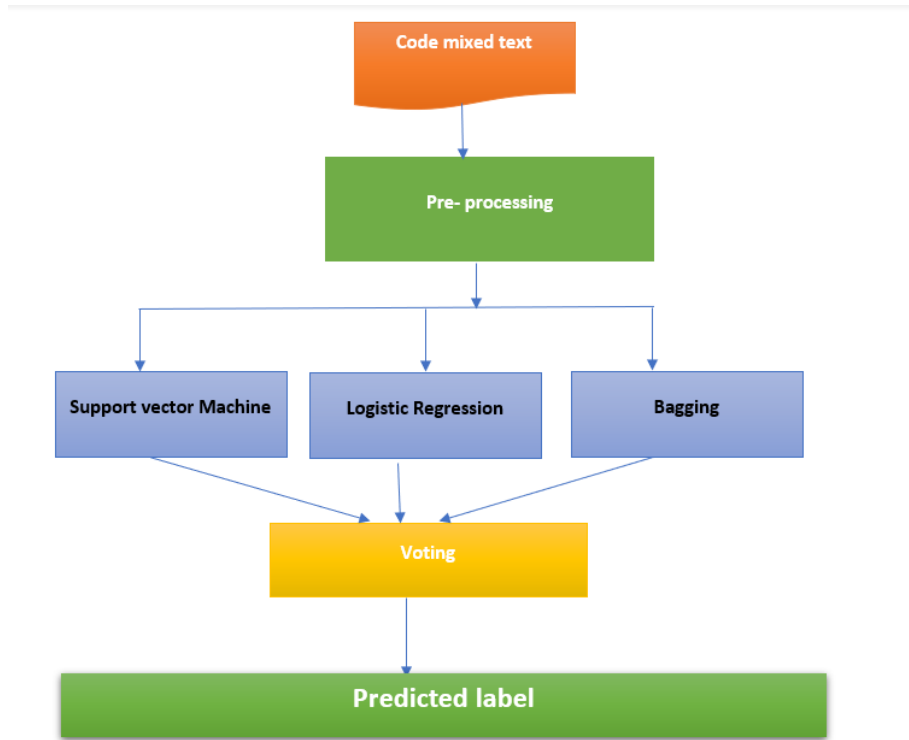 Code mixed text
Pre- processing
Support vector Machine
Logistic Regression
Bagging
Voting
Predicted label